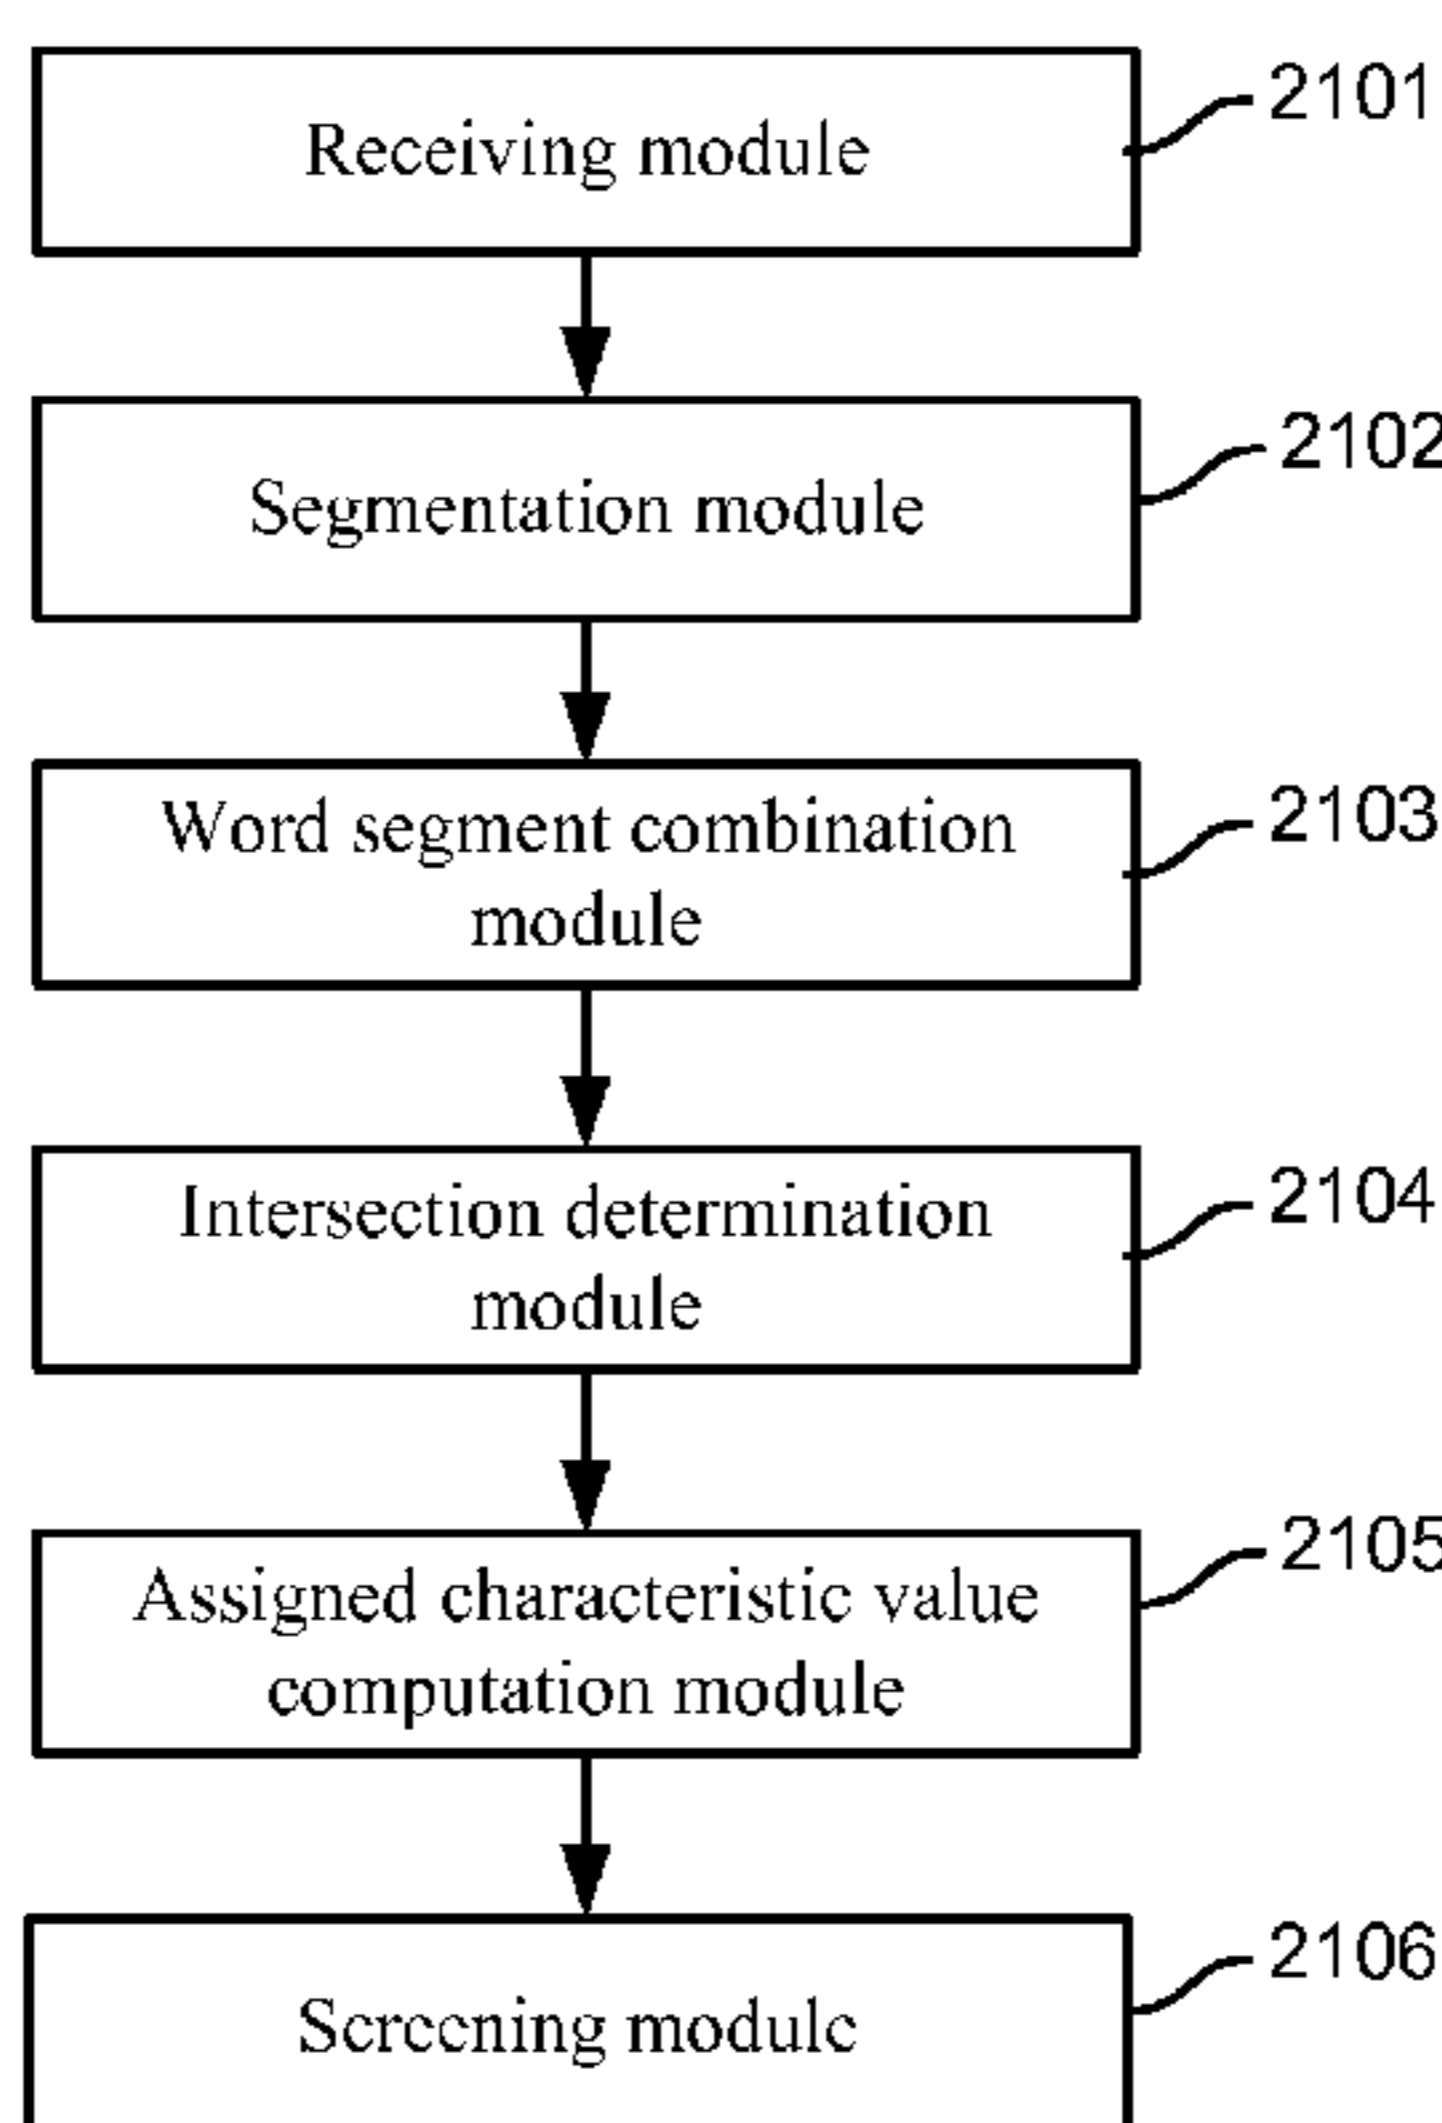 Receiving module
2101
Segmentation module
2102
Word segment combination
module
2103
Intersection determination
module
2104
Assigned characteristic value
computation module
2105
Screening module
2106